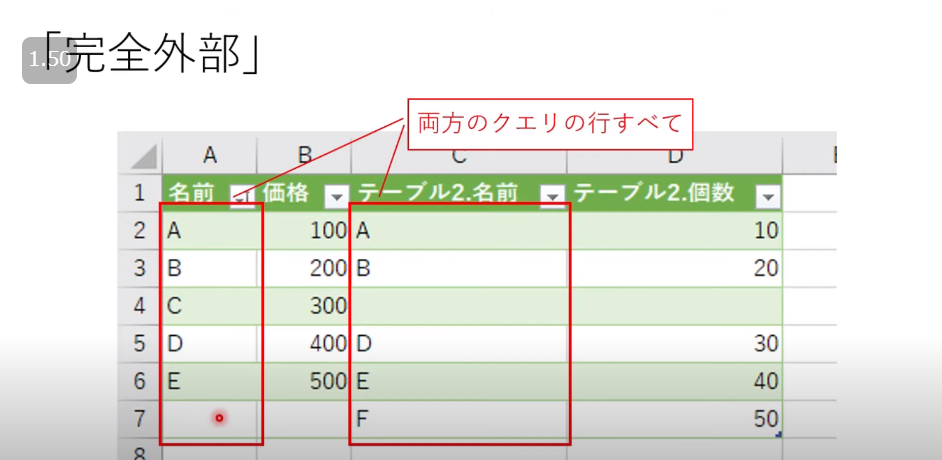 「完全外部」
1.50
両方のクエリの行すべて
A B C D E
1 名前 価格 テーブル2.名前 テーブル2.個数
2 A 100 A 10
3 B 200 B 20
4 C 300
5 D 400 D 30
6 E 500 E 40
7 F 50
8